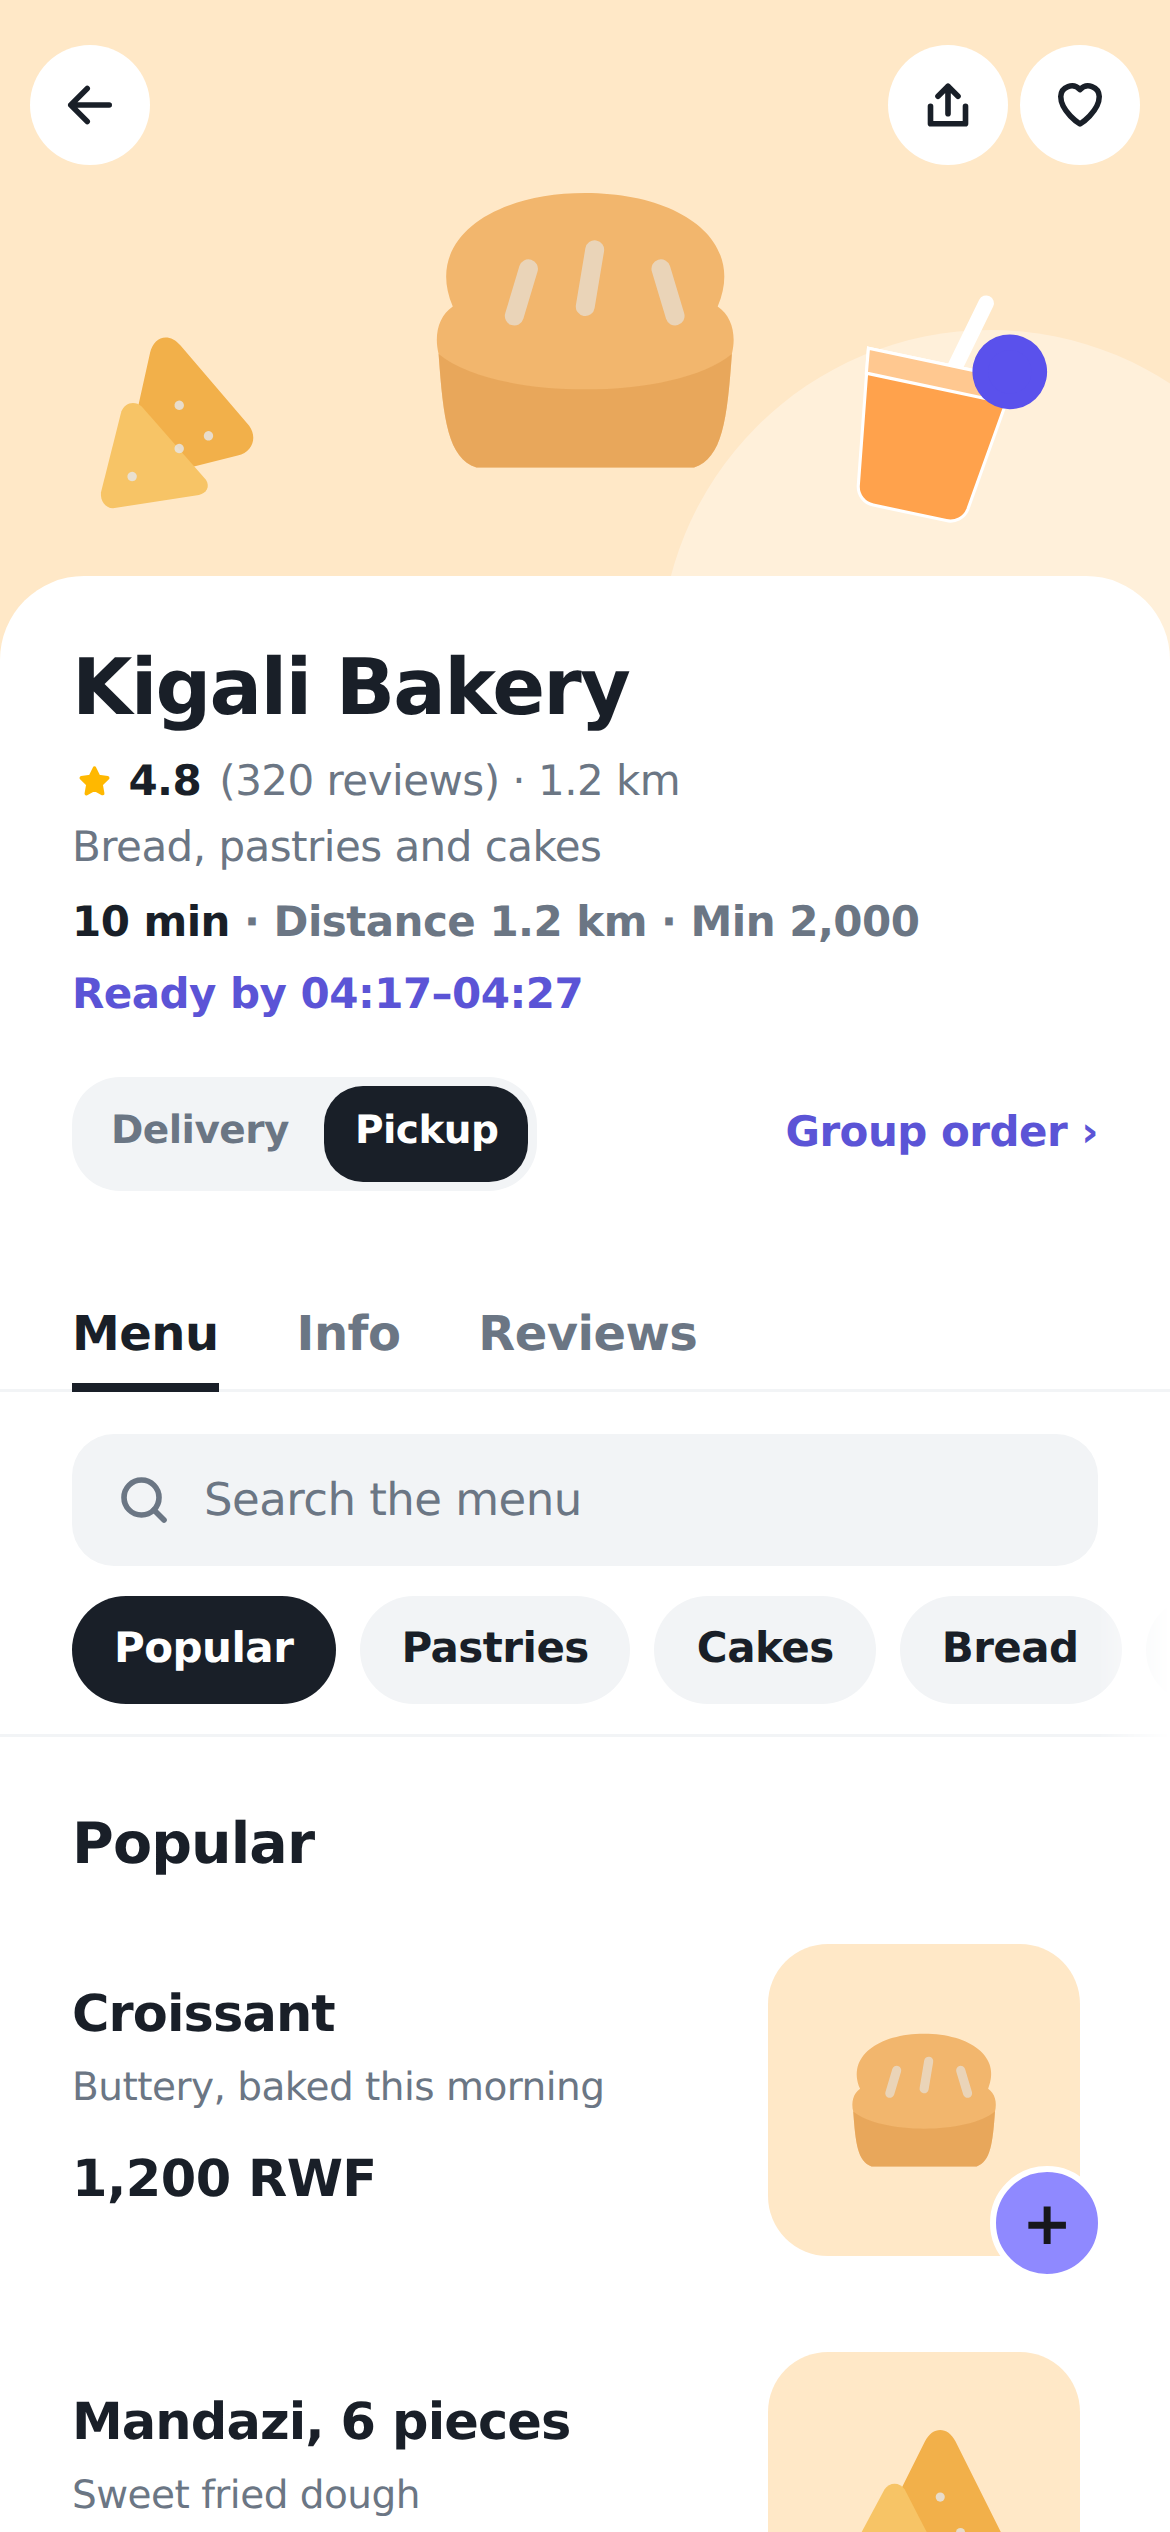 Kigali Bakery
4.8 (320 reviews) · 1.2 km
Bread, pastries and cakes
10 min · Distance 1.2 km · Min 2,000
Ready by 04:17–04:27
Delivery Pickup Group order ›
Menu Info Reviews
Search the menu
Popular Pastries Cakes Bread
Popular
Croissant
Buttery, baked this morning
1,200 RWF
+
Mandazi, 6 pieces
Sweet fried dough